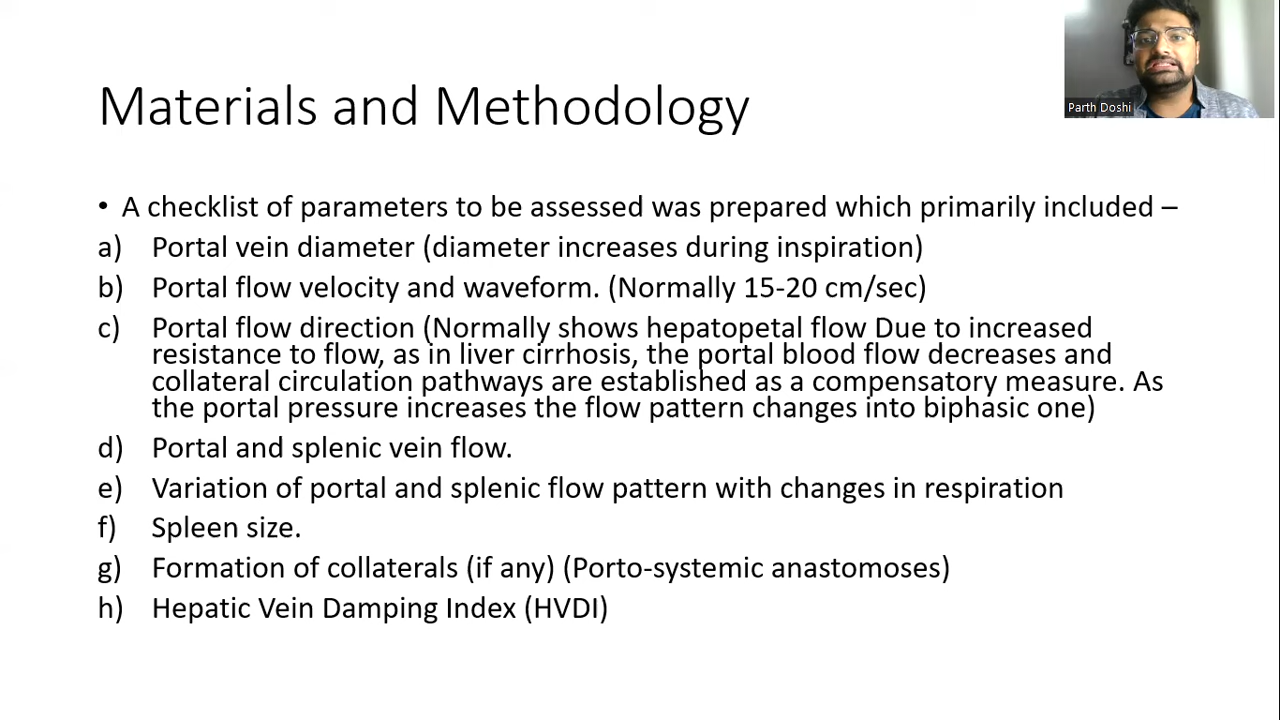 Materials and Methodology
Parth Doshi
• A checklist of parameters to be assessed was prepared which primarily included –
a) Portal vein diameter (diameter increases during inspiration)
b) Portal flow velocity and waveform. (Normally 15-20 cm/sec)
c) Portal flow direction (Normally shows hepatopetal flow Due to increased
resistance to flow, as in liver cirrhosis, the portal blood flow decreases and
collateral circulation pathways are established as a compensatory measure. As
the portal pressure increases the flow pattern changes into biphasic one)
d) Portal and splenic vein flow.
e) Variation of portal and splenic flow pattern with changes in respiration
f) Spleen size.
g) Formation of collaterals (if any) (Porto-systemic anastomoses)
h) Hepatic Vein Damping Index (HVDI)